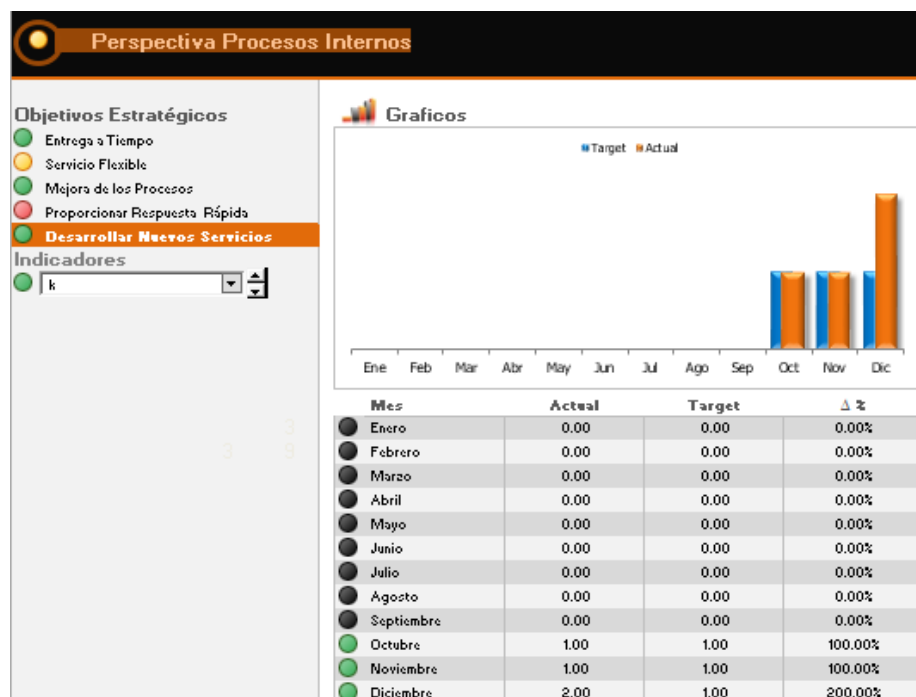 Perspectiva Procesos Internos
Objetivos Estratégicos
Entrega a Tiempo
Servicio Flexible
Mejora de los Procesos
Proporcionar Respuesta Rápida
Desarrollar Nuevos Servicios
Indicadores
k
3
3 8
Graficos
Target Actual
Ene Feb Mar Abr May Jun Jul Ago Sep Oct Nov Dic
Mes Actual Target Δ %
Enero 0.00 0.00 0.00%
Febrero 0.00 0.00 0.00%
Marzo 0.00 0.00 0.00%
Abril 0.00 0.00 0.00%
Mayo 0.00 0.00 0.00%
Junio 0.00 0.00 0.00%
Julio 0.00 0.00 0.00%
Agosto 0.00 0.00 0.00%
Septiembre 0.00 0.00 0.00%
Octubre 1.00 1.00 100.00%
Noviembre 1.00 1.00 100.00%
Diciembre 2.00 1.00 200.00%